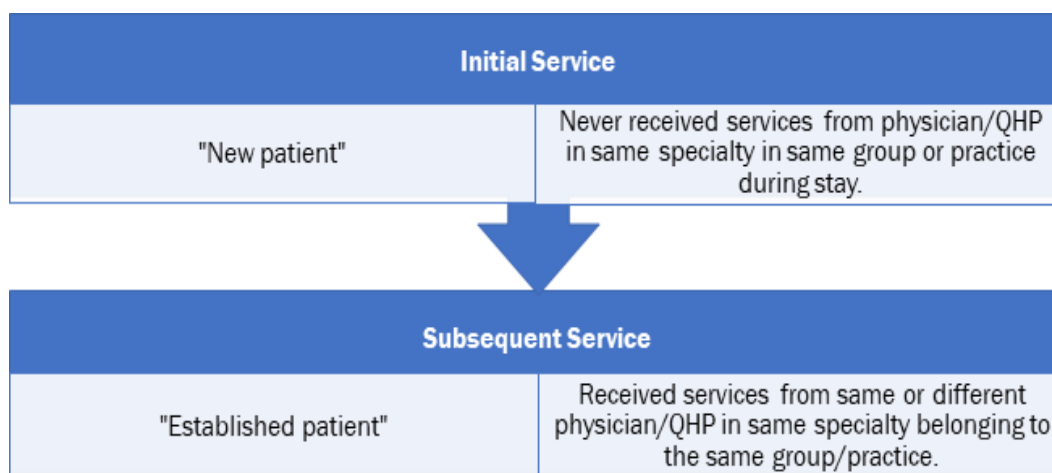 Initial Service
"New patient"
Never received services from physician/QHP
in same specialty in same group or practice
during stay.
Subsequent Service
"Established patient"
Received services from same or different
physician/QHP in same specialty belonging to
the same group/practice.